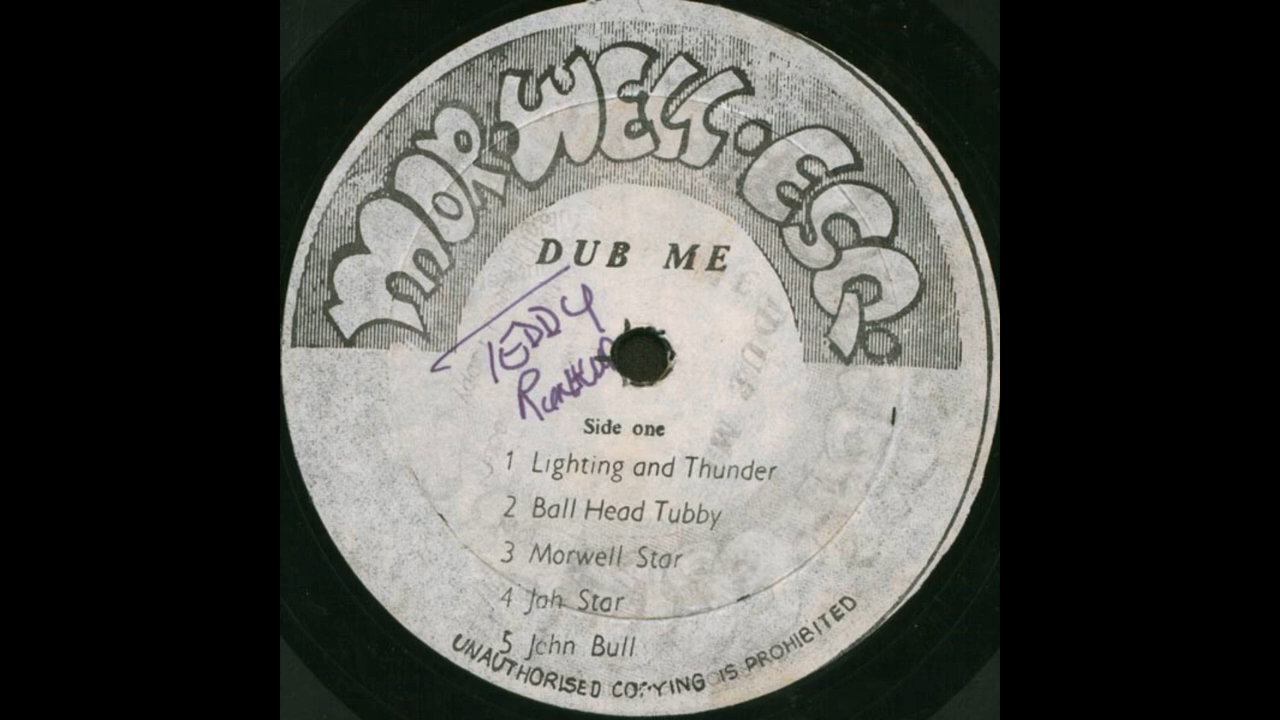 MOR·WELL·ESQ.
DUB ME
TEDDY
Side one
1 Lighting and Thunder
2 Ball Head Tubby
3 Morwell Star
4 Jah Star
5 John Bull
UNAUTHORISED COPYING IS PROHIBITED